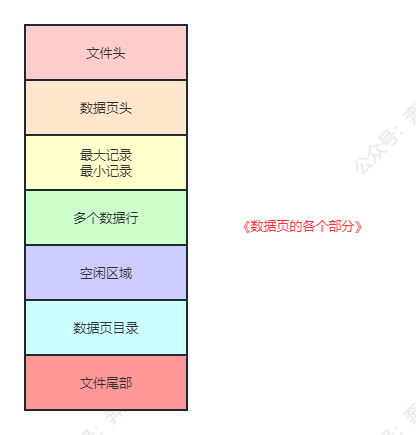 文件头
数据页头
最大记录
最小记录
多个数据行
《数据页的各个部分》
空闲区域
数据页目录
文件尾部
公众号：奔